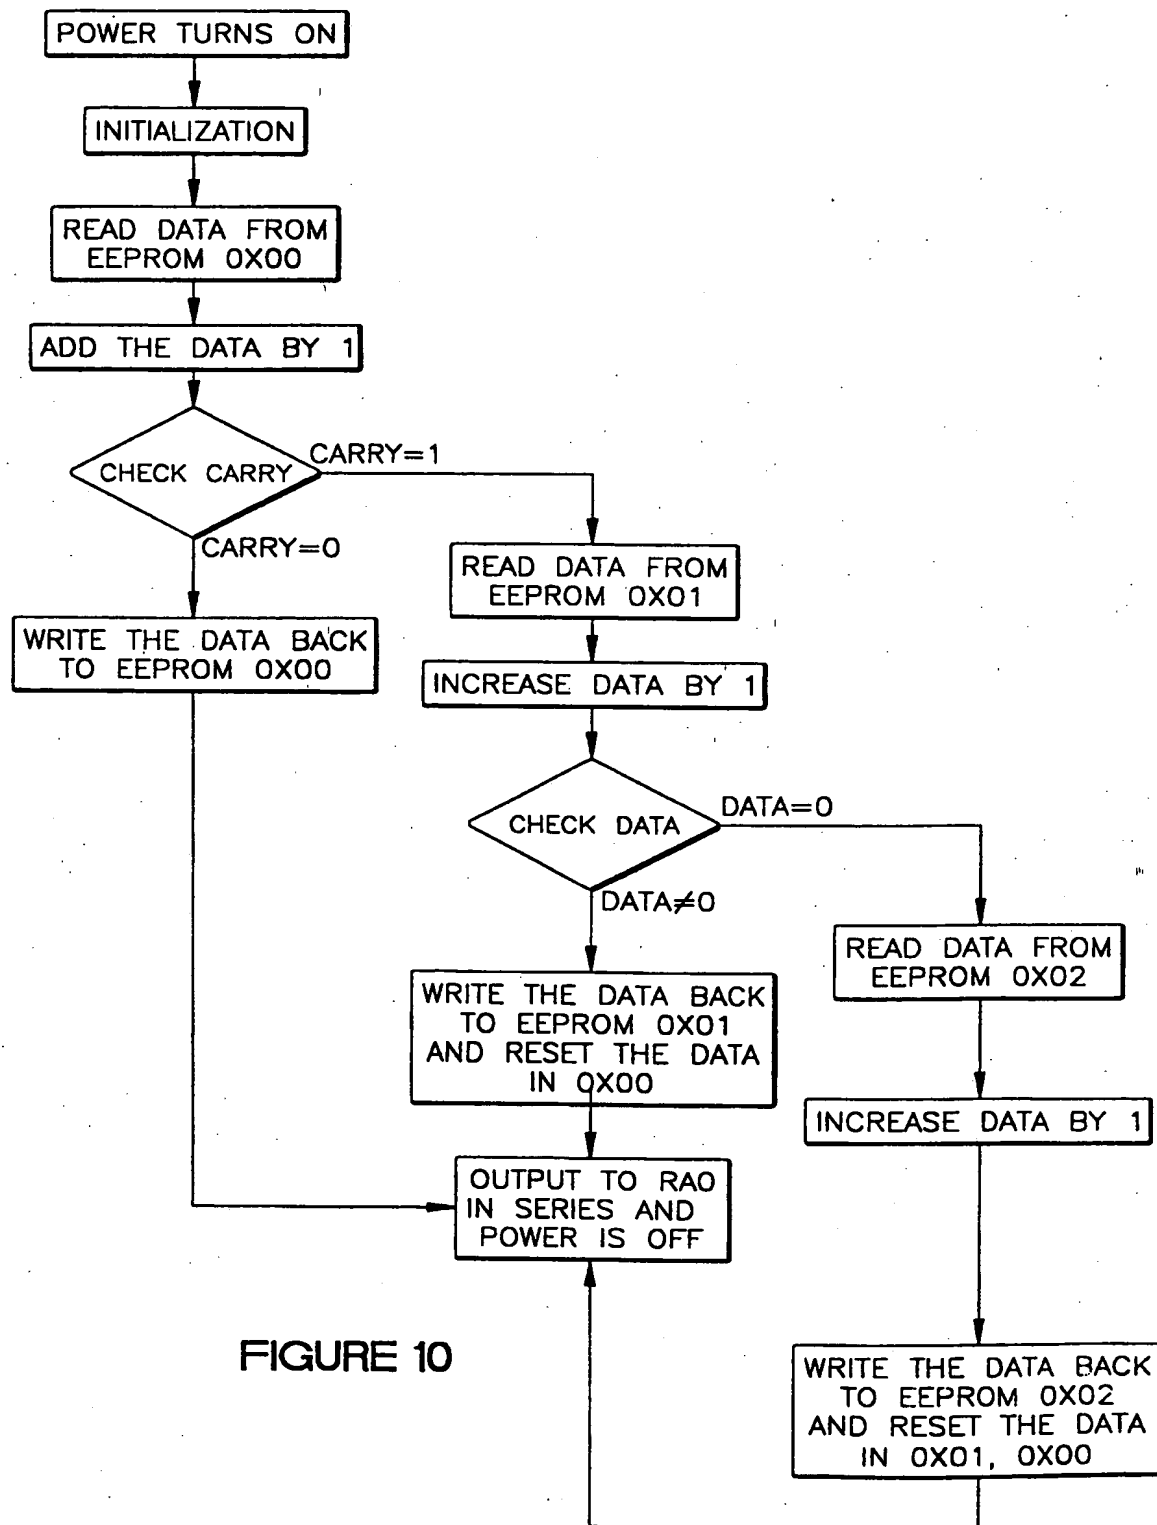 POWER TURNS ON
INITIALIZATION
READ DATA FROM
EEPROM 0X00
ADD THE DATA BY 1
CHECK CARRY
CARRY=1
CARRY=0
WRITE THE DATA BACK
TO EEPROM 0X00
READ DATA FROM
EEPROM 0X01
INCREASE DATA BY 1
CHECK DATA
DATA=0
DATA≠0
WRITE THE DATA BACK
TO EEPROM 0X01
AND RESET THE DATA
IN 0X00
READ DATA FROM
EEPROM 0X02
INCREASE DATA BY 1
OUTPUT TO RA0
IN SERIES AND
POWER IS OFF
WRITE THE DATA BACK
TO EEPROM 0X02
AND RESET THE DATA
IN 0X01, 0X00
FIGURE 10